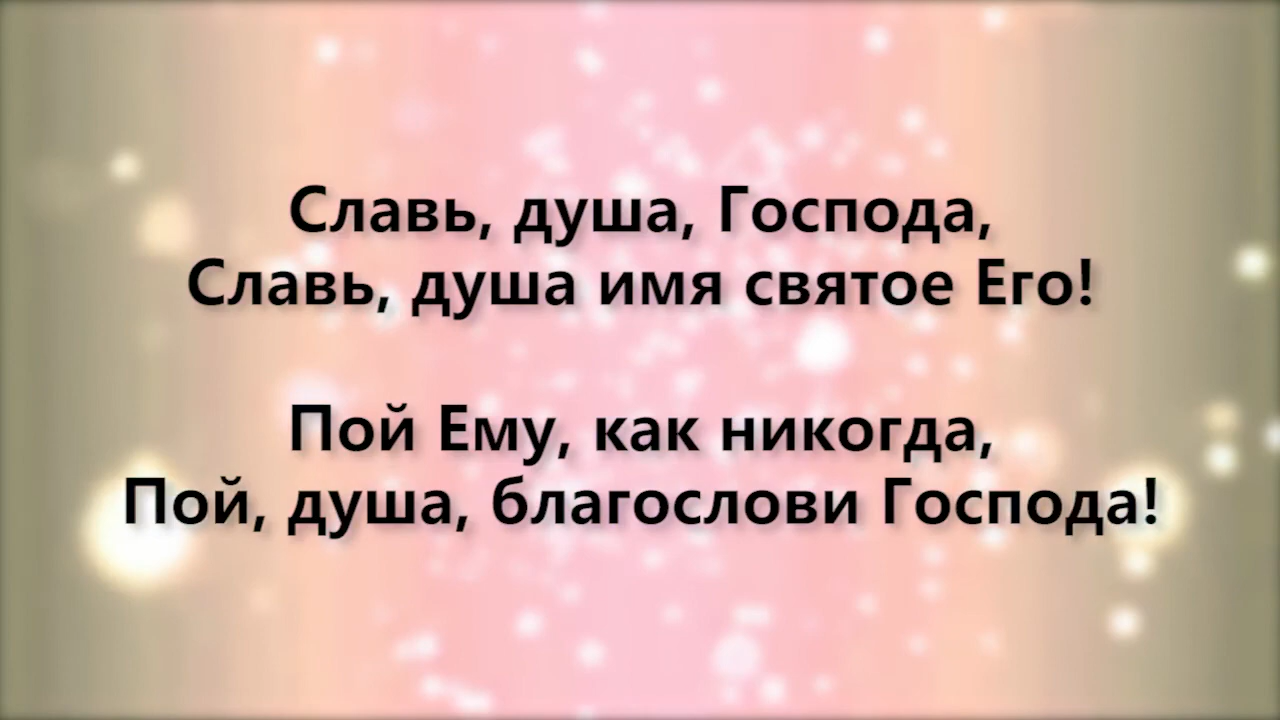 Славь, душа, Господа,
Славь, душа имя святое Его!
Пой Ему, как никогда,
Пой, душа, благослови Господа!